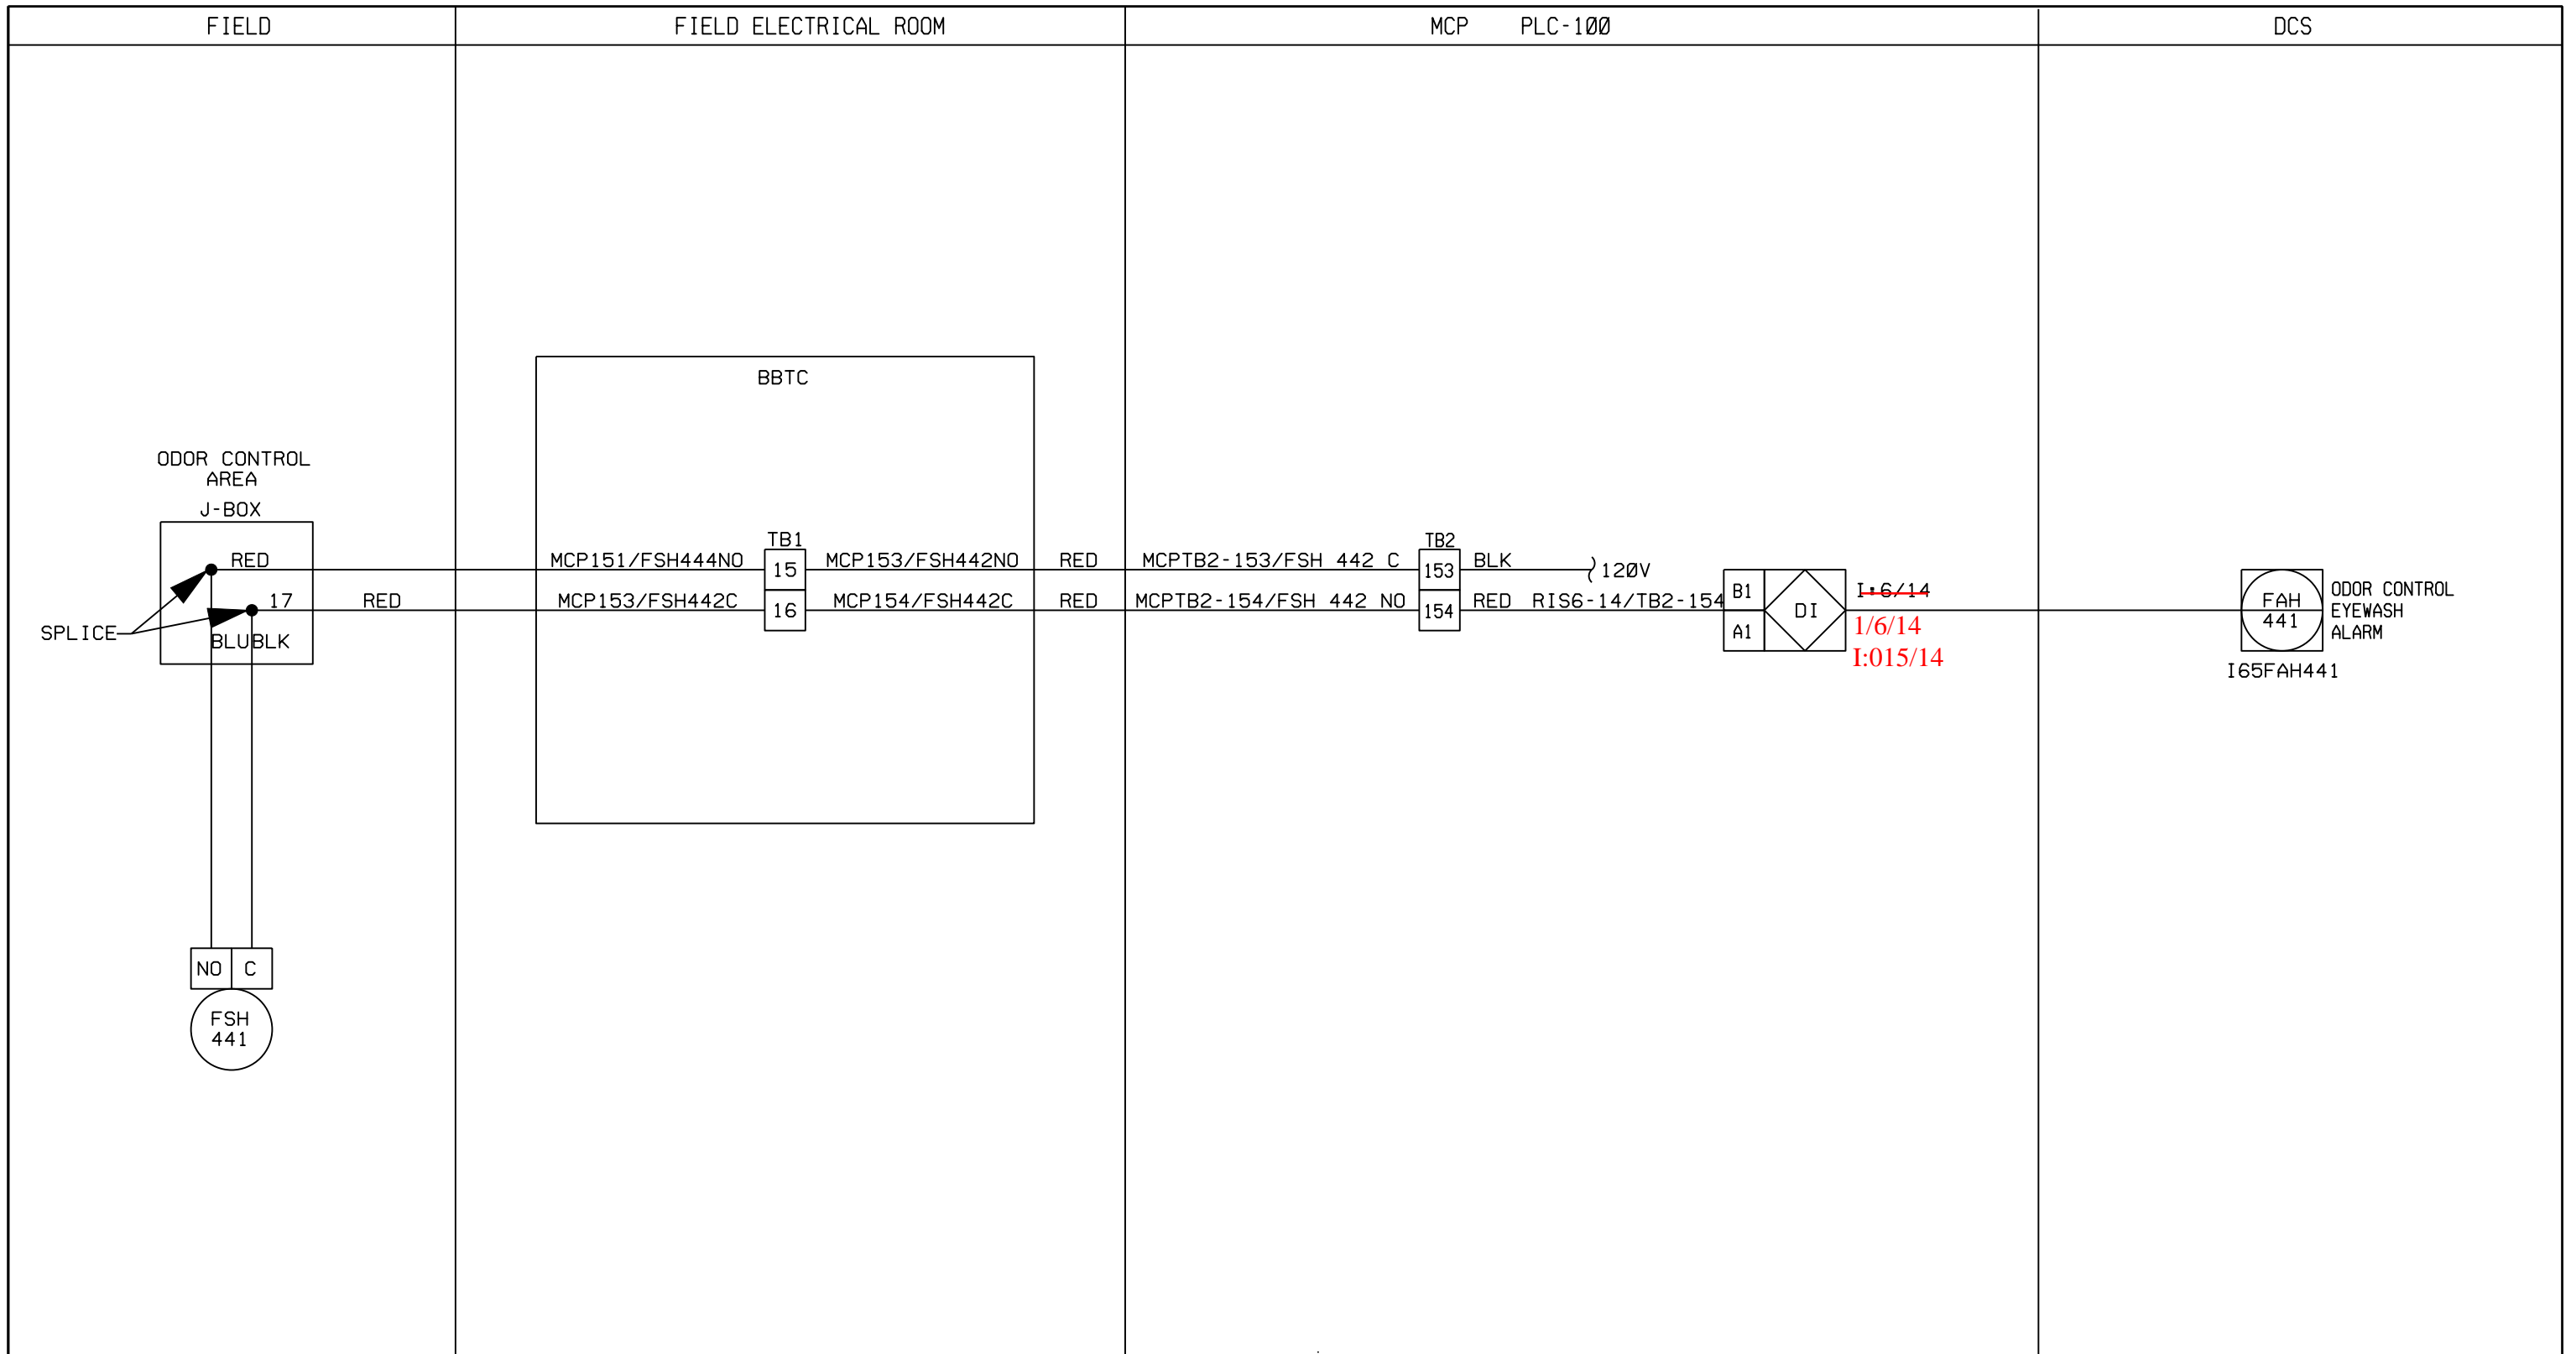 FIELD
FIELD ELECTRICAL ROOM
MCP PLC-100
DCS
BBTC
ODOR CONTROL
AREA
J-BOX
RED
17
RED
SPLICE
BLUBLK
NO C
FSH
441
TB1
MCP151/FSH444NO 15 MCP153/FSH442NO RED
MCP153/FSH442C 16 MCP154/FSH442C RED
TB2
MCPTB2-153/FSH 442 C 153 BLK 120V
MCPTB2-154/FSH 442 NO 154 RED RIS6-14/TB2-154
B1
A1
DI
I:6/14
1/6/14
I:015/14
FAH
441
ODOR CONTROL
EYEWASH
ALARM
I65FAH441